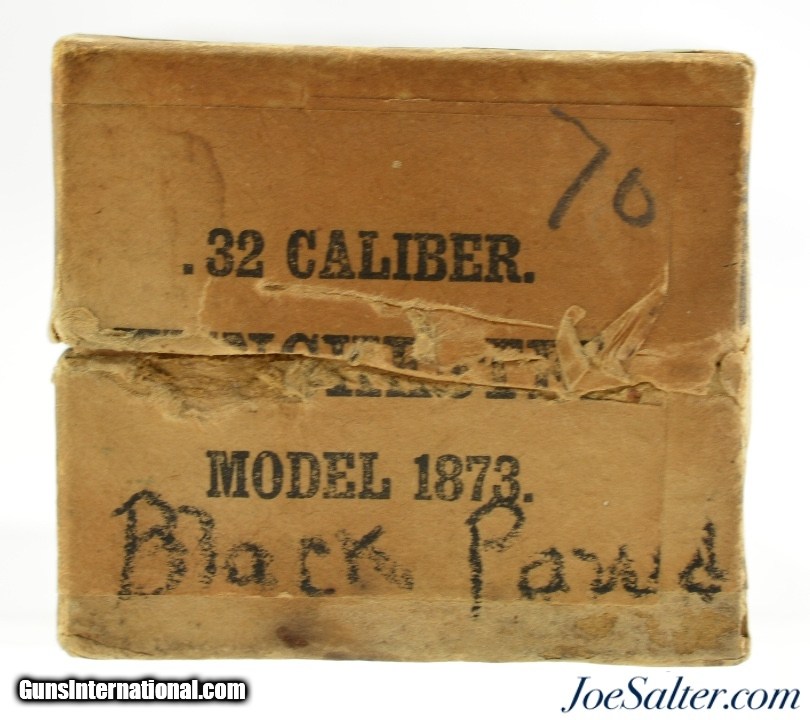 70
.32 CALIBER.
MODEL 1873.
Black Pawd
GunsInternational.com
JoeSalter.com